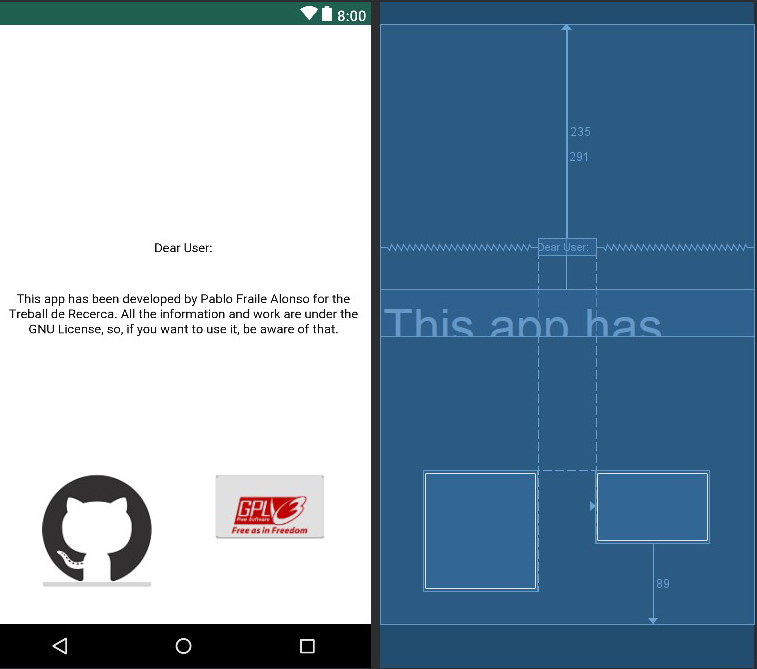 8:00
Dear User:
This app has been developed by Pablo Fraile Alonso for the
Treball de Recerca. All the information and work are under the
GNU License, so, if you want to use it, be aware of that.
GPLv3
Free Software
Free as in Freedom
235
291
Dear User:
This app has
89